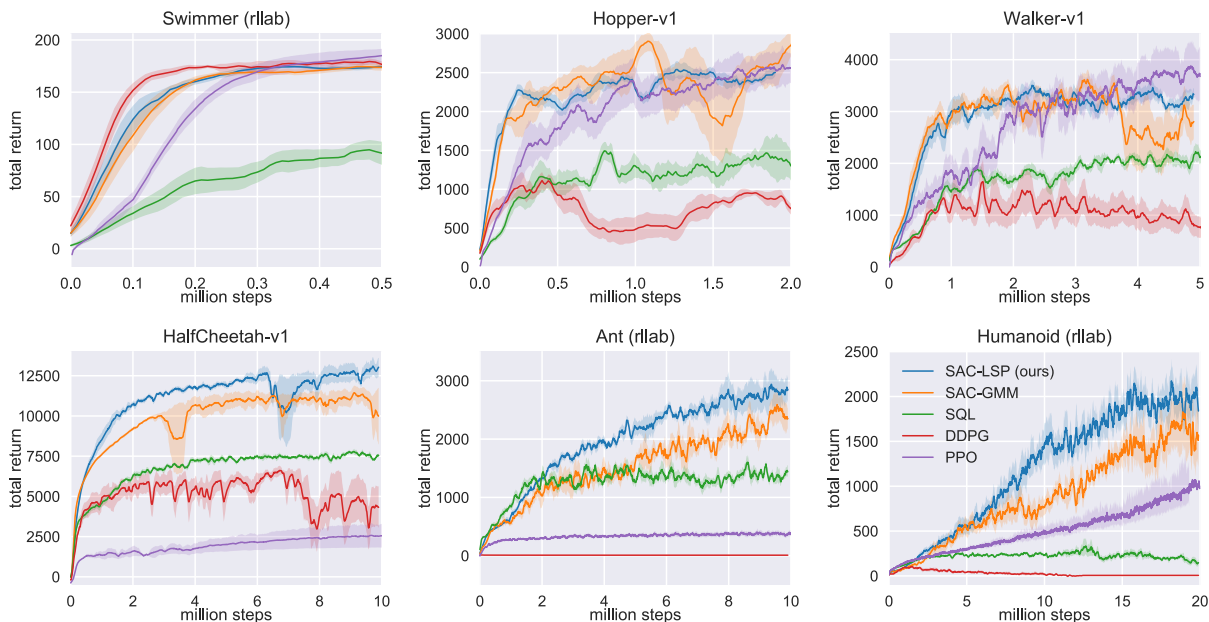 Swimmer (rllab)
total return
200
150
100
50
0
0.0 0.1 0.2 0.3 0.4 0.5
million steps
Hopper-v1
total return
3000
2500
2000
1500
1000
500
0
0.0 0.5 1.0 1.5 2.0
million steps
Walker-v1
total return
4000
3000
2000
1000
0
0 1 2 3 4 5
million steps
HalfCheetah-v1
total return
12500
10000
7500
5000
2500
0
0 2 4 6 8 10
million steps
Ant (rllab)
total return
3000
2000
1000
0
0 2 4 6 8 10
million steps
Humanoid (rllab)
total return
2500
2000
1500
1000
500
0
SAC-LSP (ours)
SAC-GMM
SQL
DDPG
PPO
0 5 10 15 20
million steps